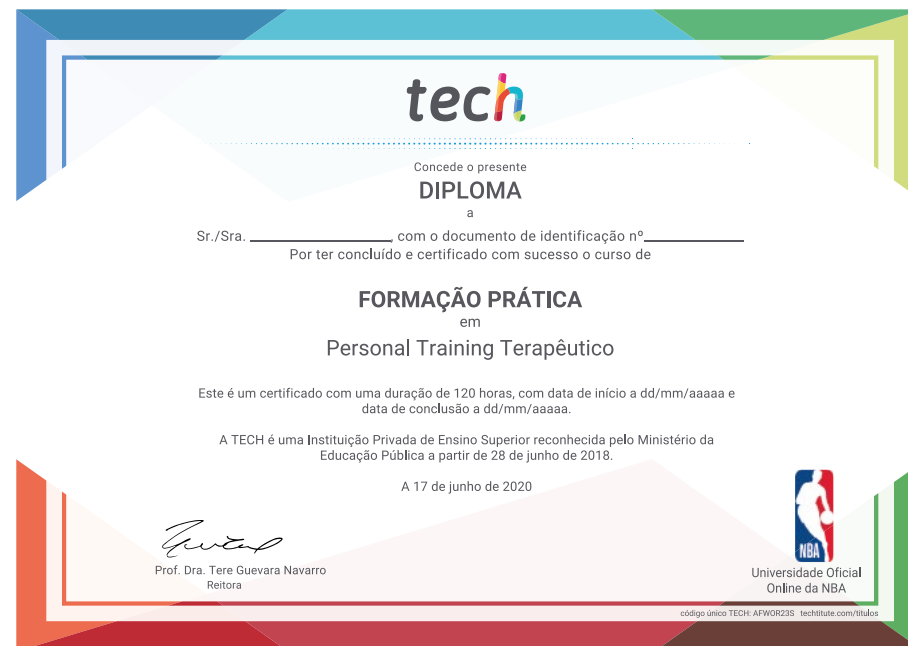 tech
Concede o presente
DIPLOMA
a
Sr./Sra. ____________________, com o documento de identificação nº______________
Por ter concluído e certificado com sucesso o curso de
FORMAÇÃO PRÁTICA
em
Personal Training Terapêutico
Este é um certificado com uma duração de 120 horas, com data de início a dd/mm/aaaaa e
data de conclusão a dd/mm/aaaaa.
A TECH é uma Instituição Privada de Ensino Superior reconhecida pelo Ministério da
Educação Pública a partir de 28 de junho de 2018.
A 17 de junho de 2020
Prof. Dra. Tere Guevara Navarro
Reitora
NBA
Universidade Oficial
Online da NBA
código único TECH: AFWOR23S techtitute.com/titulos